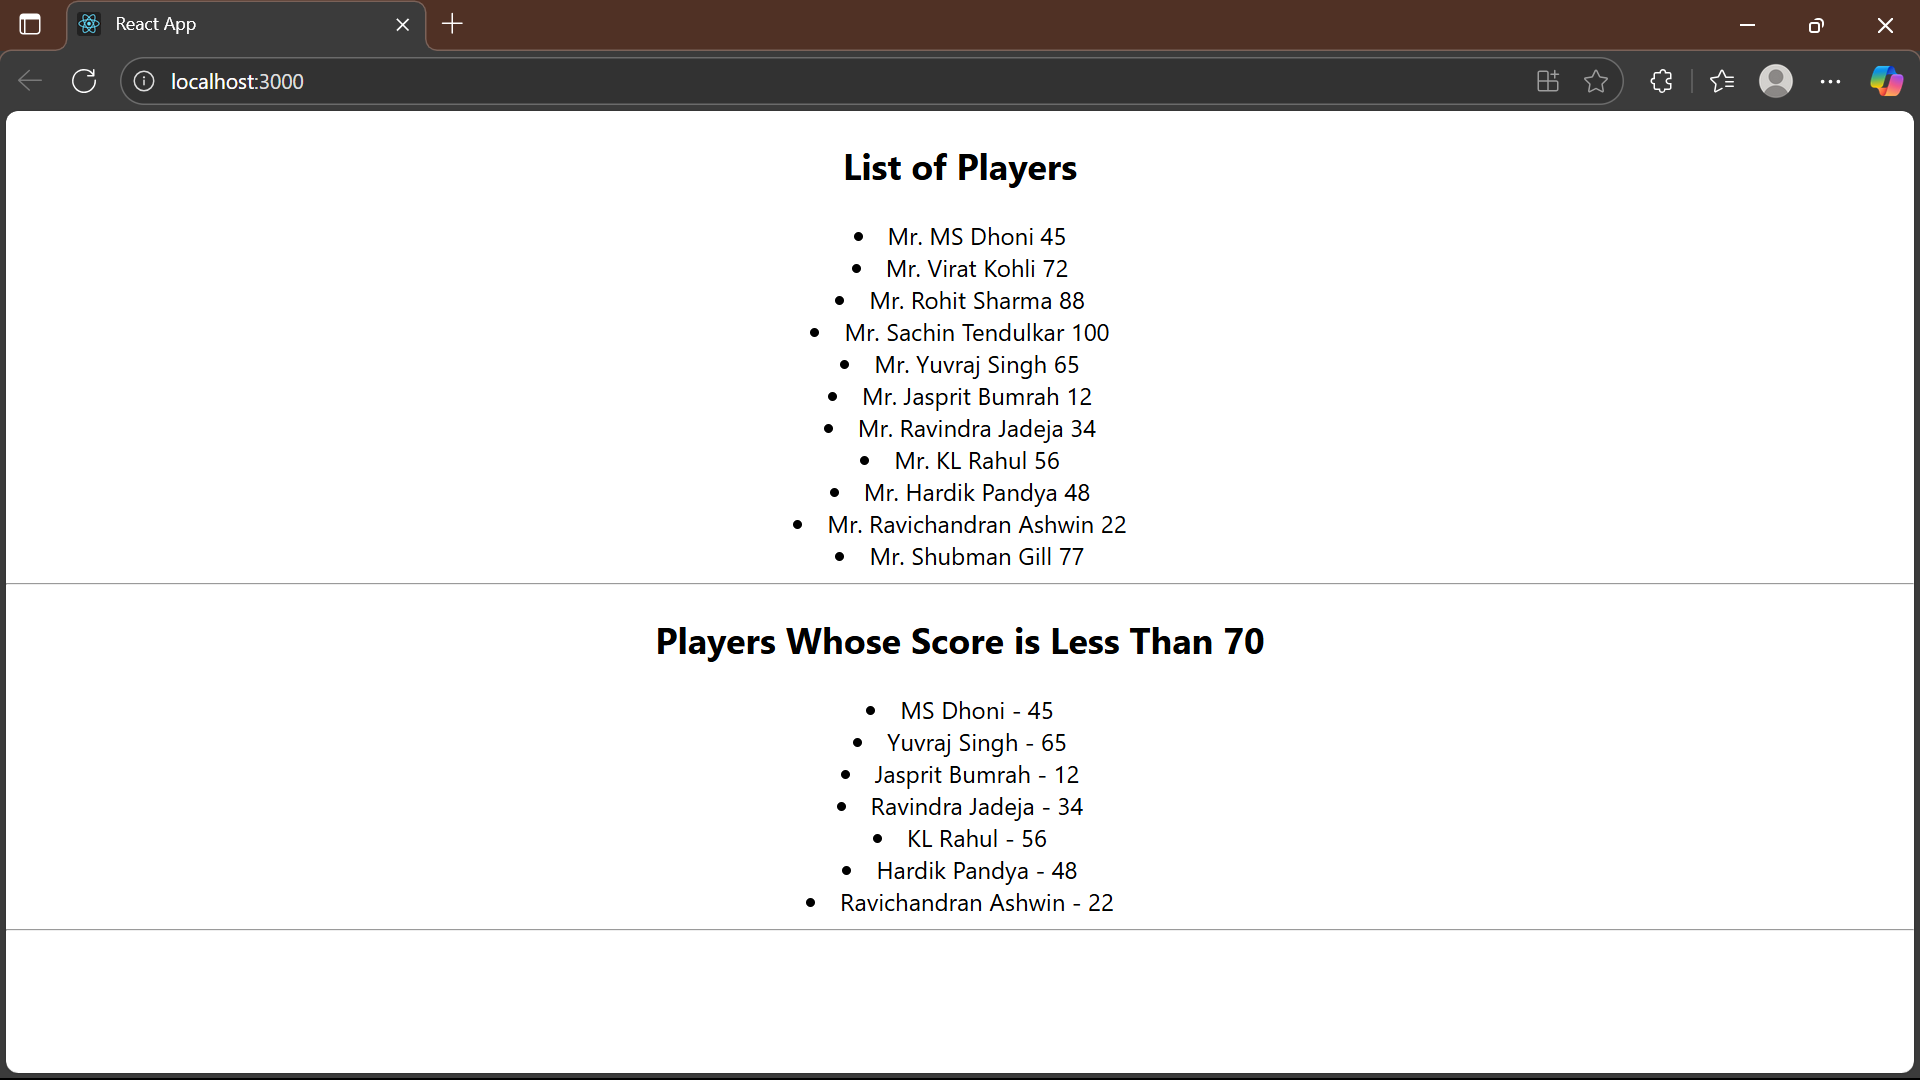 React App
localhost:3000
List of Players
Mr. MS Dhoni 45
Mr. Virat Kohli 72
Mr. Rohit Sharma 88
Mr. Sachin Tendulkar 100
Mr. Yuvraj Singh 65
Mr. Jasprit Bumrah 12
Mr. Ravindra Jadeja 34
Mr. KL Rahul 56
Mr. Hardik Pandya 48
Mr. Ravichandran Ashwin 22
Mr. Shubman Gill 77
Players Whose Score is Less Than 70
MS Dhoni - 45
Yuvraj Singh - 65
Jasprit Bumrah - 12
Ravindra Jadeja - 34
KL Rahul - 56
Hardik Pandya - 48
Ravichandran Ashwin - 22